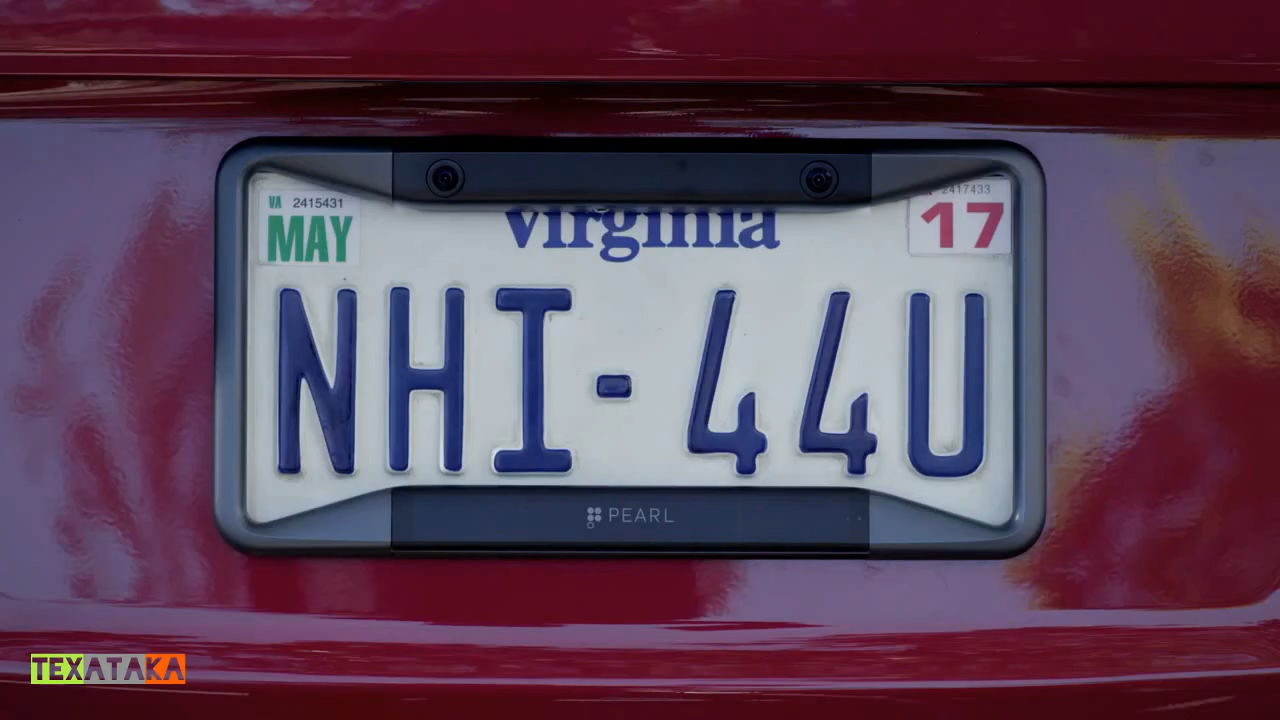 VA 2415431
MAY
virginia
2417433
17
NHI-44U
PEARL
TEXATAKA